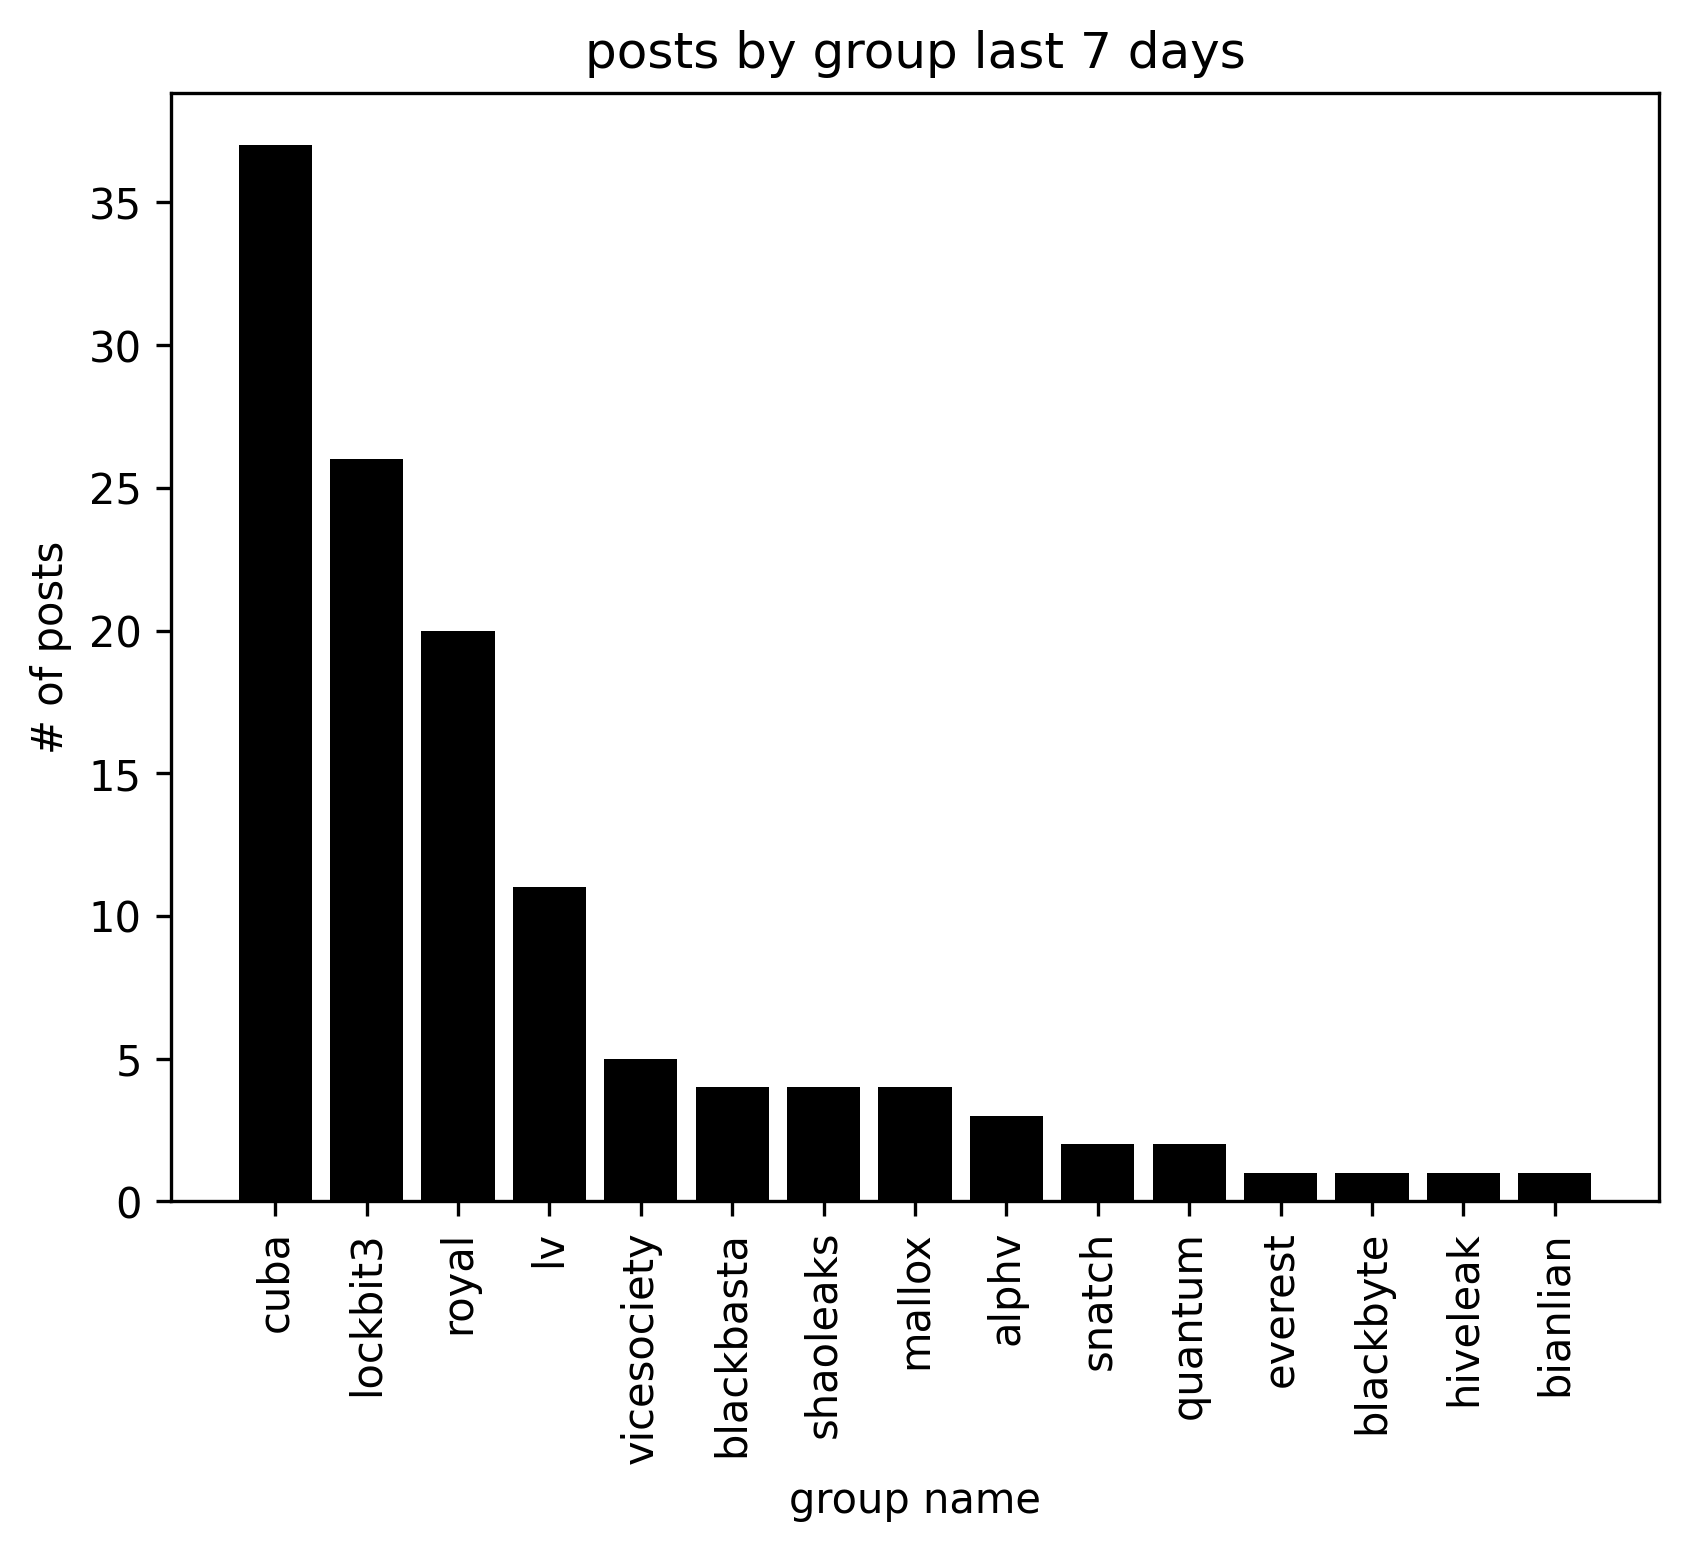 posts by group last 7 days
# of posts
35
30
25
20
15
10
5
0
cuba
lockbit3
royal
lv
vicesociety
blackbasta
shaoleaks
mallox
alphv
snatch
quantum
everest
blackbyte
hiveleak
bianlian
group name